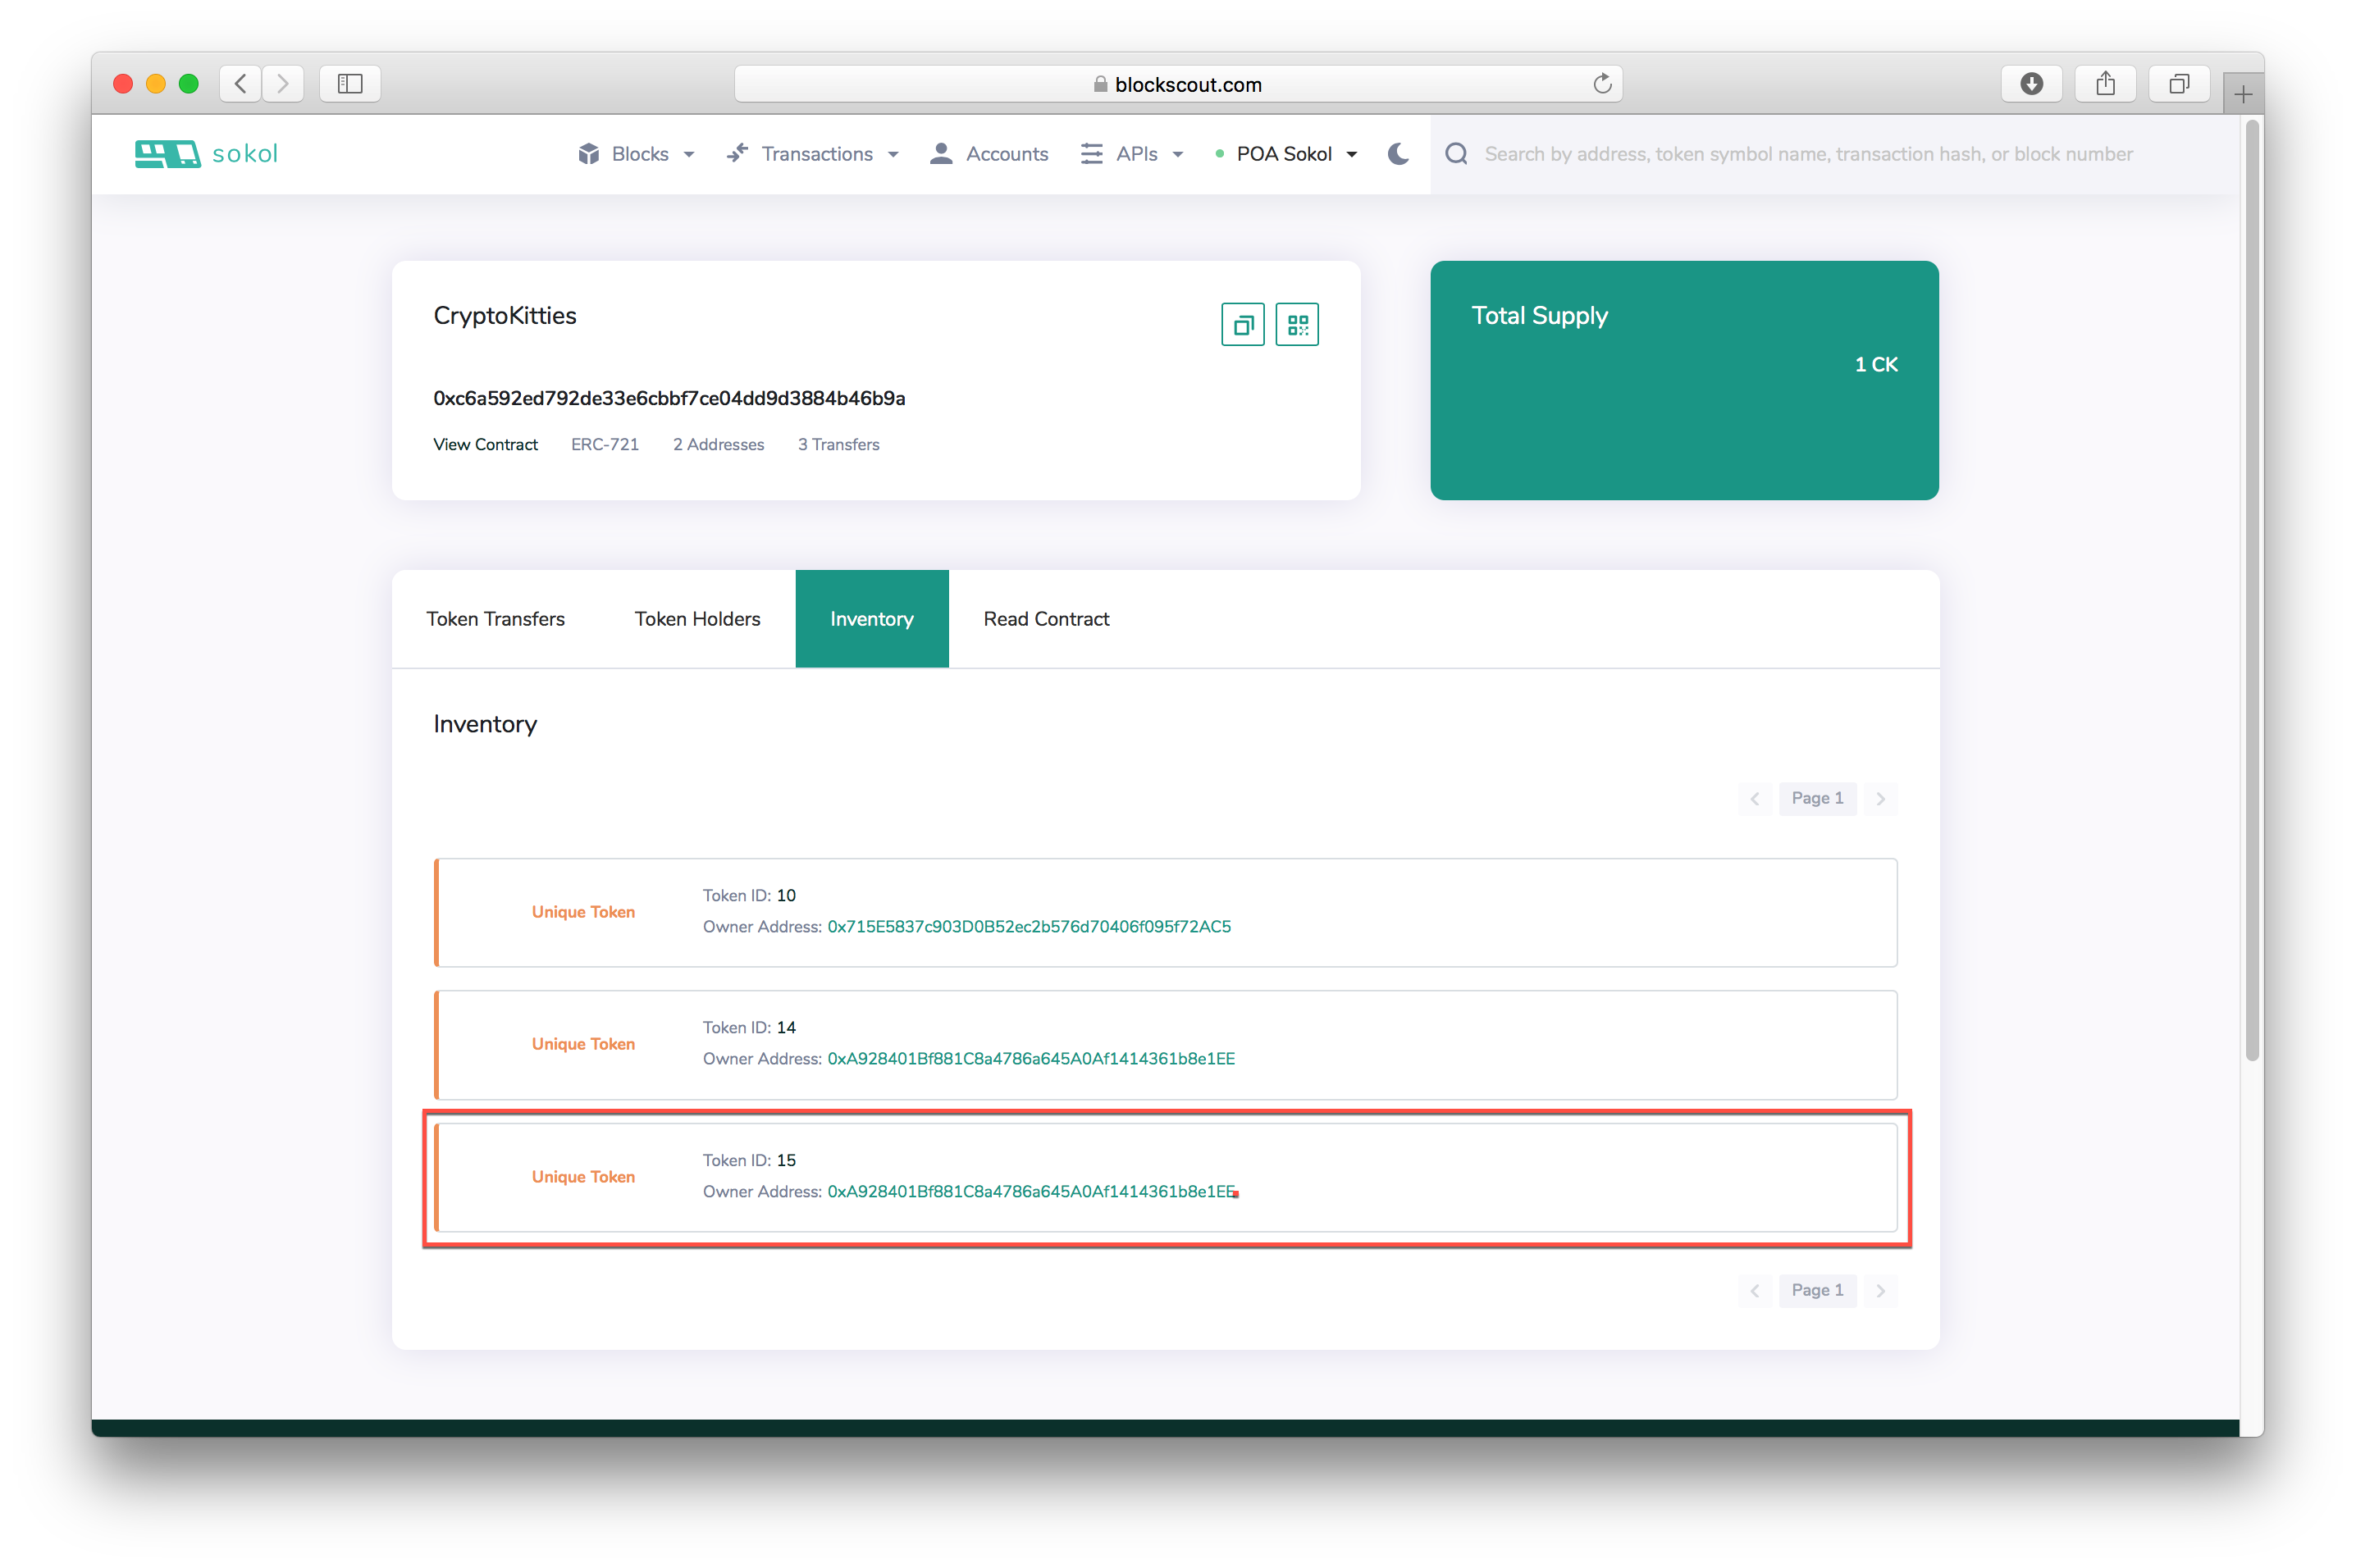 blockscout.com
sokol
Blocks
Transactions
Accounts
APIs
POA Sokol
Search by address, token symbol name, transaction hash, or block number
CryptoKitties
0xc6a592ed792de33e6cbbf7ce04dd9d3884b46b9a
View Contract ERC-721 2 Addresses 3 Transfers
Total Supply
1 CK
Token Transfers Token Holders Inventory Read Contract
Inventory
Page 1
Unique Token
Token ID: 10
Owner Address: 0x715E5837c903D0B52ec2b576d70406f095f72AC5
Unique Token
Token ID: 14
Owner Address: 0xA928401Bf881C8a4786a645A0Af1414361b8e1EE
Unique Token
Token ID: 15
Owner Address: 0xA928401Bf881C8a4786a645A0Af1414361b8e1EE
Page 1